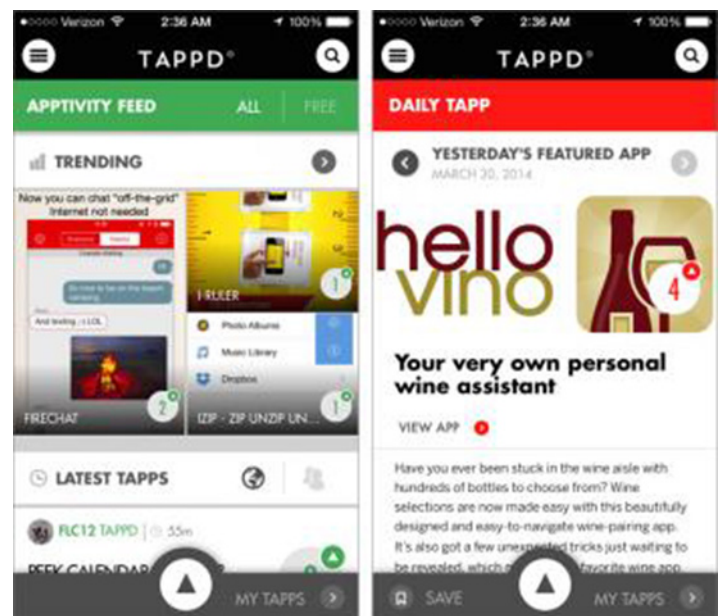 Verizon 2:36 AM 100%
TAPPD
APPTIVITY FEED ALL FREE
TRENDING
Now you can chat "off-the-grid"
Internet not needed
And texting ;-) LOL
FIRECHAT 2
I-RULER 1
Photo Albums
Music Library
Dropbox
IZIP - ZIP UNZIP UN... 1
LATEST TAPPS
FLC12 TAPPD 55m
PEEK CALENDAR
MY TAPPS
Verizon 2:36 AM 100%
TAPPD
DAILY TAPP
YESTERDAY'S FEATURED APP
MARCH 30, 2014
hello
vino
4
Your very own personal
wine assistant
VIEW APP
Have you ever been stuck in the wine aisle with
hundreds of bottles to choose from? Wine
selections are now made easy with this beautifully
designed and easy-to-navigate wine-pairing app.
It's also got a few unexpected tricks just waiting to
be revealed, which favorite wine app
SAVE MY TAPPS